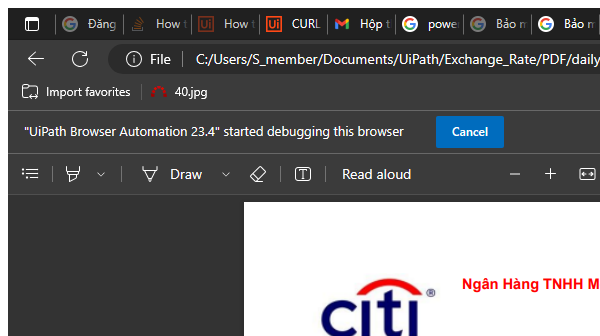 Đăng How t How t CURL Hộp t powe Bảo m Bảo m
File C:/Users/S_member/Documents/UiPath/Exchange_Rate/PDF/daily
Import favorites 40.jpg
"UiPath Browser Automation 23.4" started debugging this browser Cancel
Draw Read aloud
Ngân Hàng TNHH M
citi®